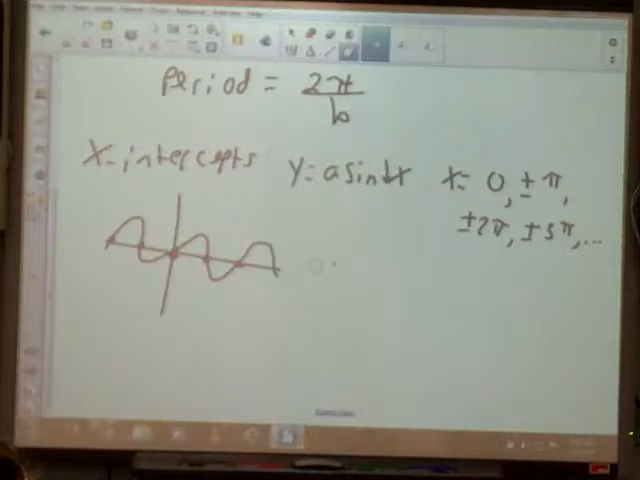 Period = 2π/b
x-intercepts y=a sin bx x= 0, ±π,
±2π, ±3π,...